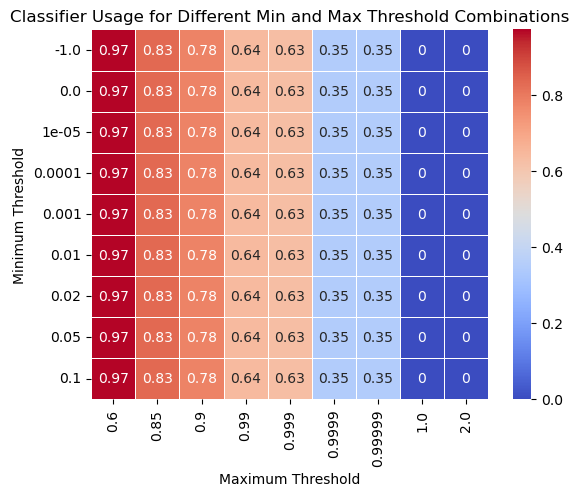 Classifier Usage for Different Min and Max Threshold Combinations
-1.0 0.97 0.83 0.78 0.64 0.63 0.35 0.35 0 0
0.0 0.97 0.83 0.78 0.64 0.63 0.35 0.35 0 0
1e-05 0.97 0.83 0.78 0.64 0.63 0.35 0.35 0 0
0.0001 0.97 0.83 0.78 0.64 0.63 0.35 0.35 0 0
0.001 0.97 0.83 0.78 0.64 0.63 0.35 0.35 0 0
0.01 0.97 0.83 0.78 0.64 0.63 0.35 0.35 0 0
0.02 0.97 0.83 0.78 0.64 0.63 0.35 0.35 0 0
0.05 0.97 0.83 0.78 0.64 0.63 0.35 0.35 0 0
0.1 0.97 0.83 0.78 0.64 0.63 0.35 0.35 0 0
Minimum Threshold
0.6 0.85 0.9 0.99 0.999 0.9999 0.99999 1.0 2.0
Maximum Threshold
0.8
0.6
0.4
0.2
0.0